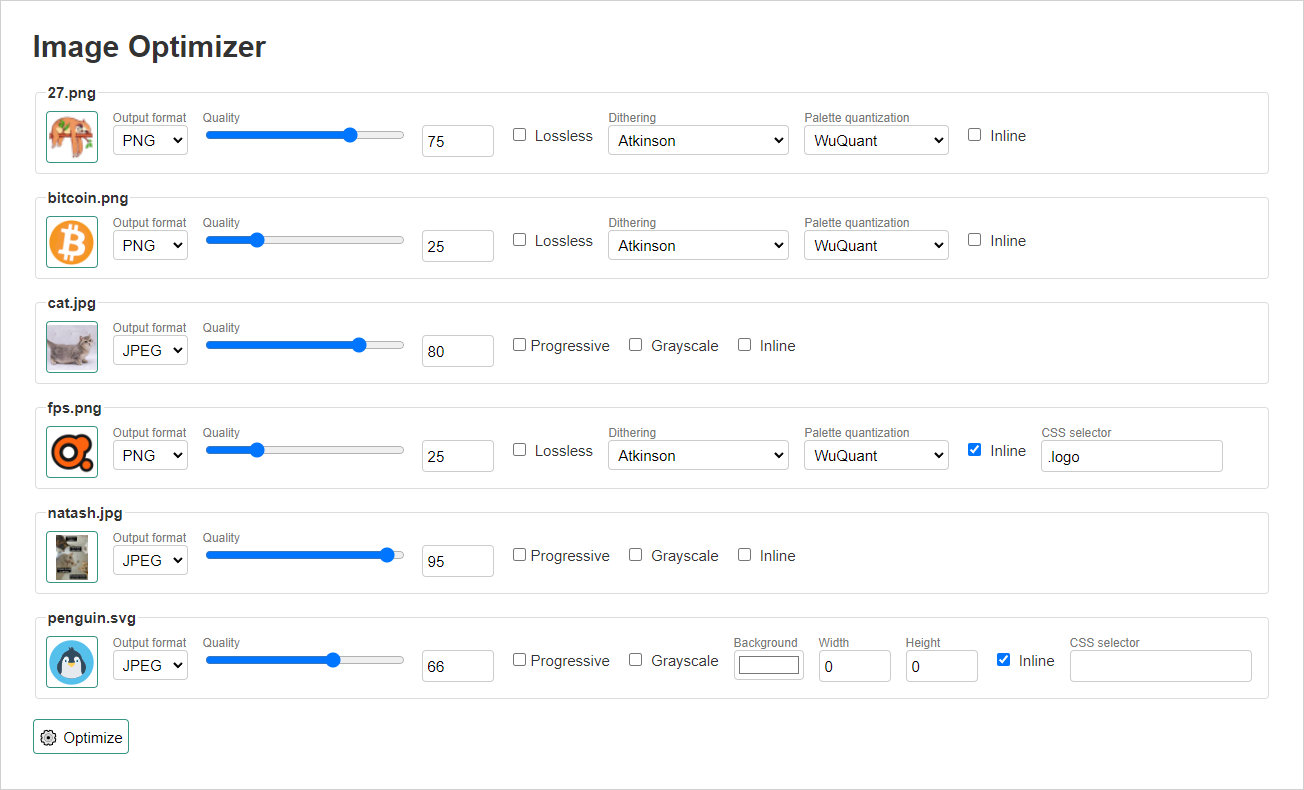 Image Optimizer
27.png
Output format Quality Dithering Palette quantization
PNG 75 Lossless Atkinson WuQuant Inline
bitcoin.png
Output format Quality Dithering Palette quantization
PNG 25 Lossless Atkinson WuQuant Inline
cat.jpg
Output format Quality
JPEG 80 Progressive Grayscale Inline
fps.png
Output format Quality Dithering Palette quantization CSS selector
PNG 25 Lossless Atkinson WuQuant Inline .logo
natash.jpg
Output format Quality
JPEG 95 Progressive Grayscale Inline
penguin.svg
Output format Quality Background Width Height CSS selector
JPEG 66 Progressive Grayscale 0 0 Inline
Optimize